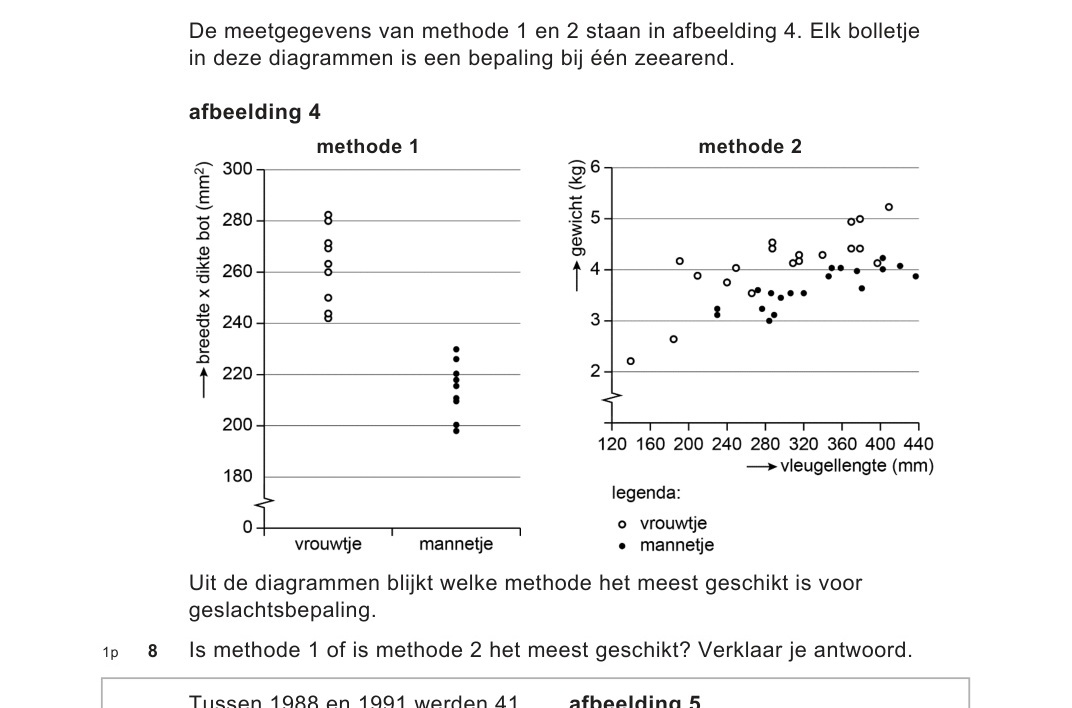 De meetgegevens van methode 1 en 2 staan in afbeelding 4. Elk bolletje
in deze diagrammen is een bepaling bij één zeearend.
afbeelding 4
methode 1
breedte x dikte bot (mm²)
300
280
260
240
220
200
180
0
vrouwtje
mannetje
methode 2
gewicht (kg)
6
5
4
3
2
120 160 200 240 280 320 360 400 440
vleugellengte (mm)
legenda:
vrouwtje
mannetje
Uit de diagrammen blijkt welke methode het meest geschikt is voor
geslachtsbepaling.
1p 8 Is methode 1 of is methode 2 het meest geschikt? Verklaar je antwoord.
Tussen 1988 en 1991 werden 41
afbeelding 5